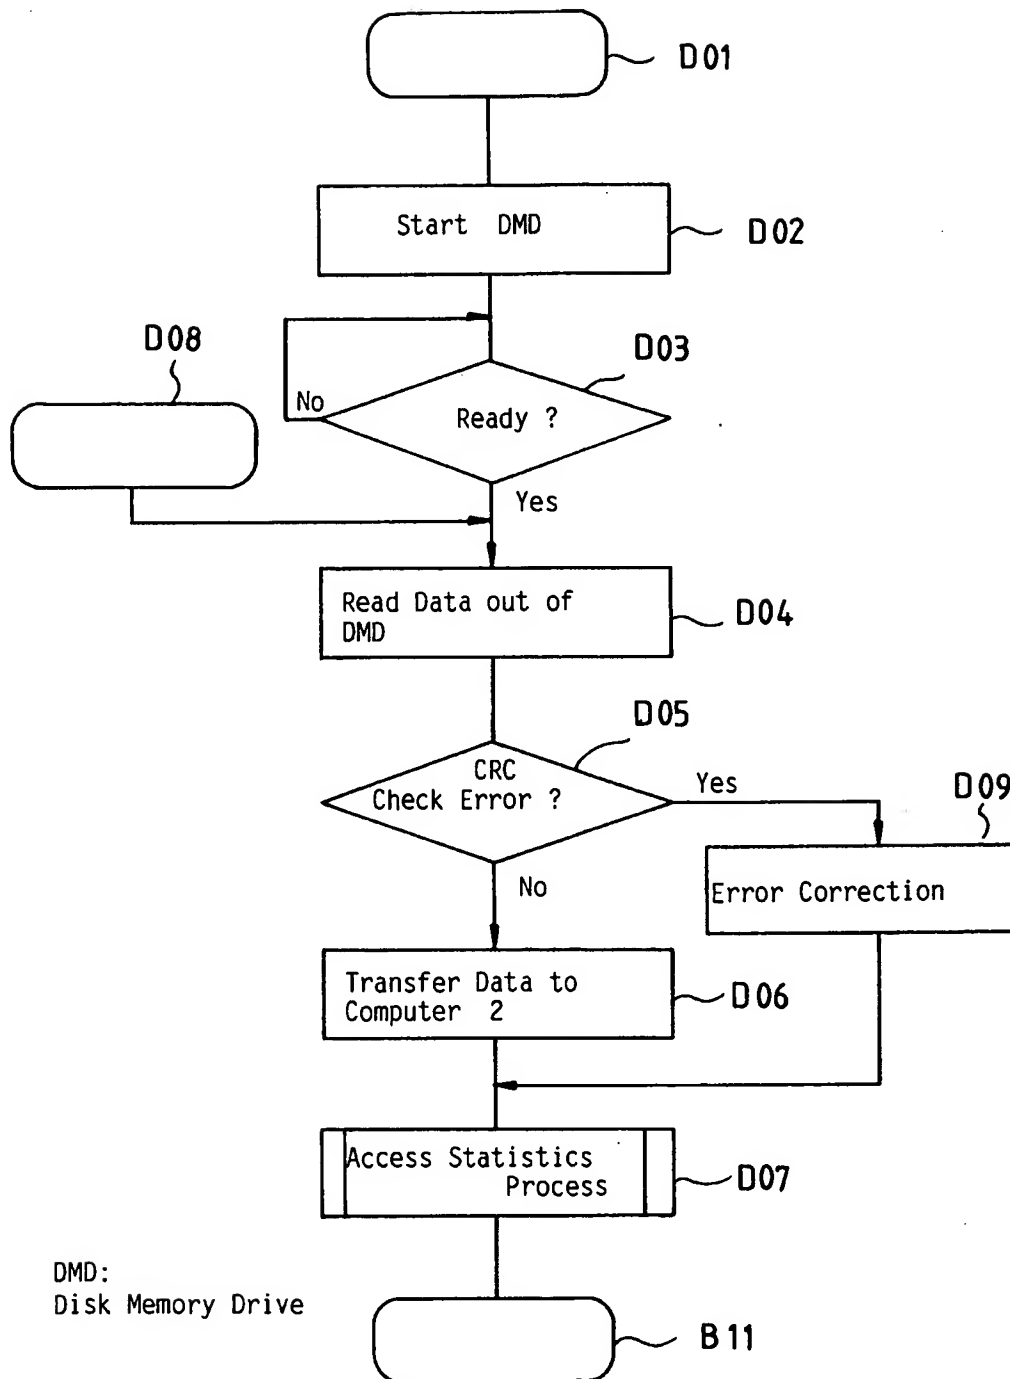 D01
Start DMD
D02
D08
D03
No
Ready ?
Yes
Read Data out of
DMD
D04
D05
CRC
Check Error ?
Yes
D09
No
Error Correction
Transfer Data to
Computer 2
D06
Access Statistics
Process
D07
DMD:
Disk Memory Drive
B11